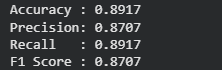 Accuracy : 0.8917
Precision: 0.8707
Recall   : 0.8917
F1 Score : 0.8707